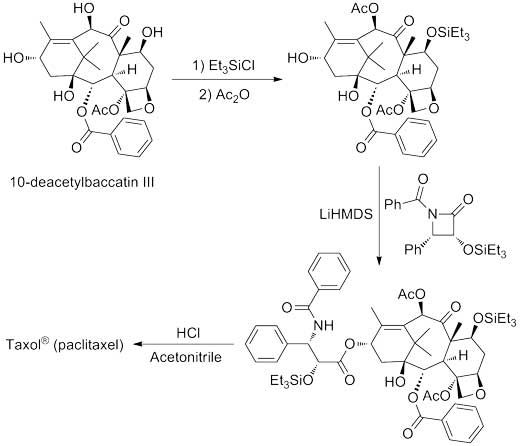 HO
O
OH
HO
HO
AcO
O
O
O
10-deacetylbaccatin III
1) Et₃SiCl
2) Ac₂O
AcO
O
OSiEt₃
HO
H
HO
AcO
O
O
O
H
LiHMDS
O
Ph
N
O
Ph
OSiEt₃
O
NH
O
Et₃SiO
O
AcO
O
OSiEt₃
H
HO
AcO
O
O
O
HCl
Acetonitrile
Taxol® (paclitaxel)